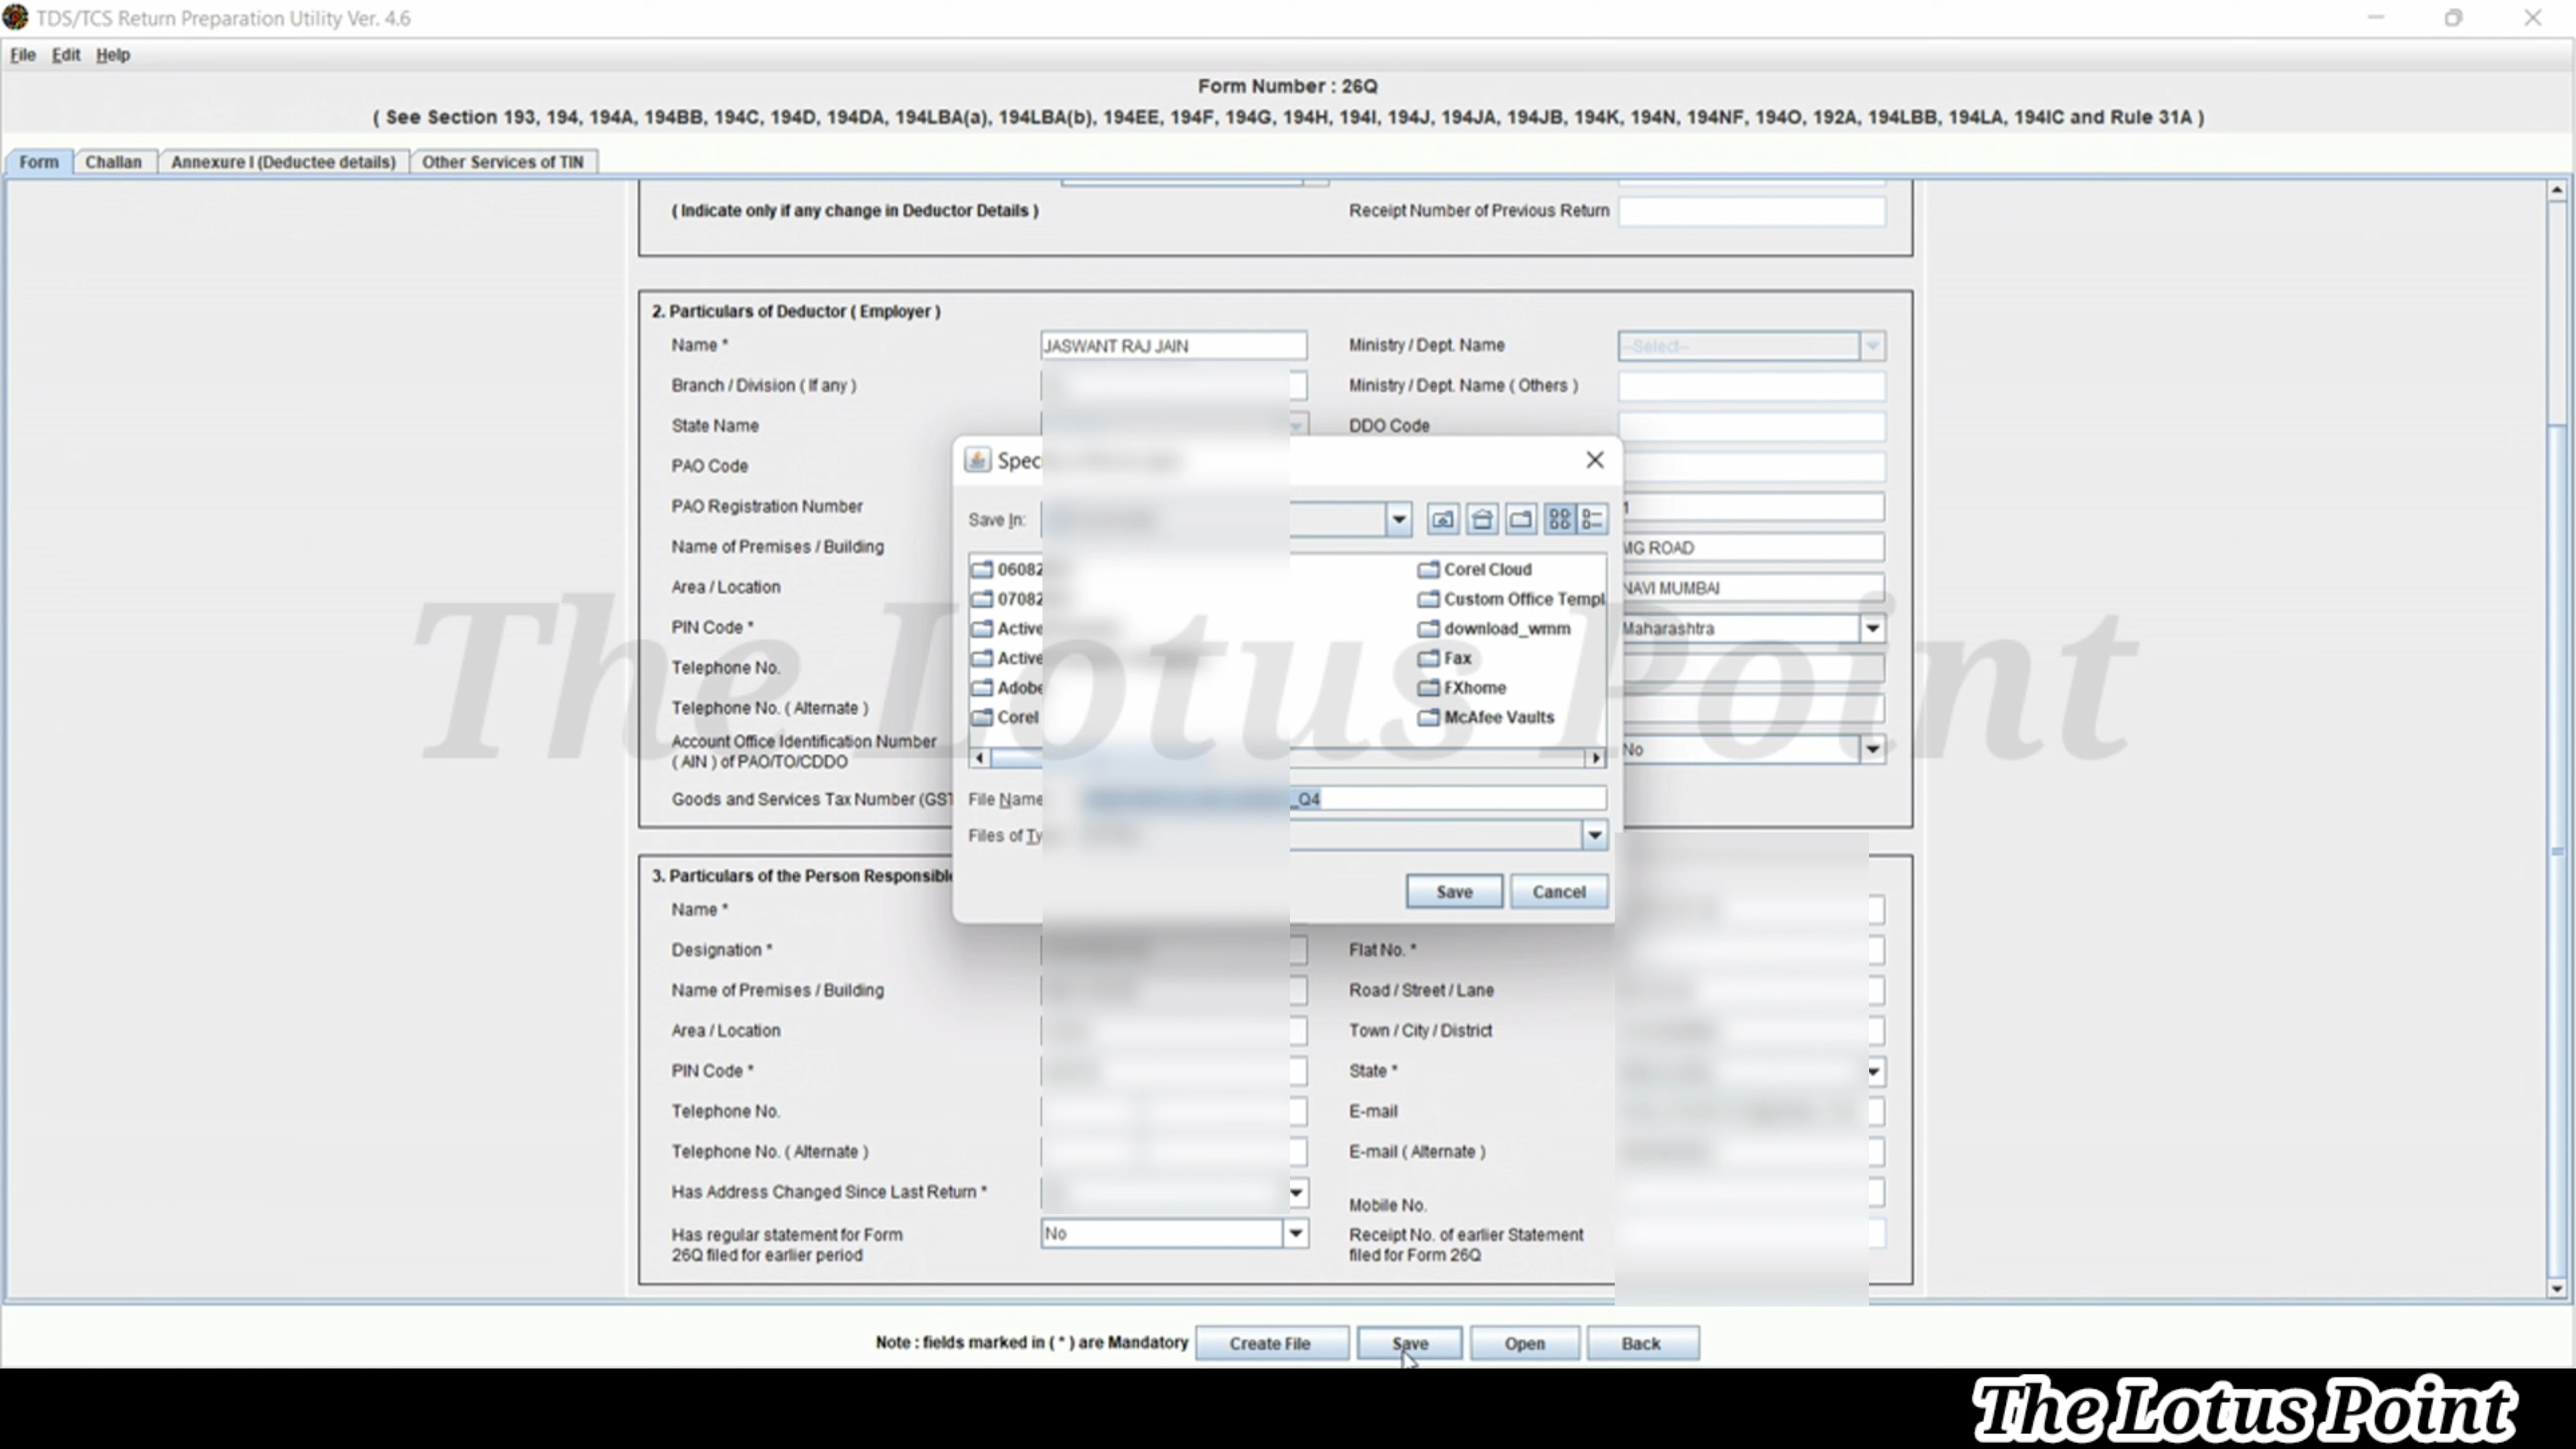 TDS/TCS Return Preparation Utility Ver. 4.6
File Edit Help
Form Number : 26Q
( See Section 193, 194, 194A, 194BB, 194C, 194D, 194DA, 194LBA(a), 194LBA(b), 194EE, 194F, 194G, 194H, 194I, 194J, 194JA, 194JB, 194K, 194N, 194NF, 194O, 192A, 194LBB, 194LA, 194IC and Rule 31A )
Form Challan Annexure I (Deductee details) Other Services of TIN
( Indicate only if any change in Deductor Details ) Receipt Number of Previous Return
2. Particulars of Deductor ( Employer )
Name * JASWANT RAJ JAIN Ministry / Dept. Name --Select--
Branch / Division ( If any ) Ministry / Dept. Name ( Others )
State Name DDO Code
PAO Code
PAO Registration Number 1
Name of Premises / Building MG ROAD
Area / Location NAVI MUMBAI
PIN Code * Maharashtra
Telephone No.
Telephone No. ( Alternate )
Account Office Identification Number
( AIN ) of PAO/TO/CDDO No
Goods and Services Tax Number (GST
Save In:
06082 Corel Cloud
07082 Custom Office Templ
Active download_wmm
Active Fax
Adobe FXhome
Corel McAfee Vaults
File Name _Q4
Files of Ty
Save Cancel
3. Particulars of the Person Responsible
Name *
Designation * Flat No. *
Name of Premises / Building Road / Street / Lane
Area / Location Town / City / District
PIN Code * State *
Telephone No. E-mail
Telephone No. ( Alternate ) E-mail ( Alternate )
Has Address Changed Since Last Return * Mobile No.
Has regular statement for Form No Receipt No. of earlier Statement
26Q filed for earlier period filed for Form 26Q
Note : fields marked in ( * ) are Mandatory Create File Save Open Back
The Lotus Point
The Lotus Point